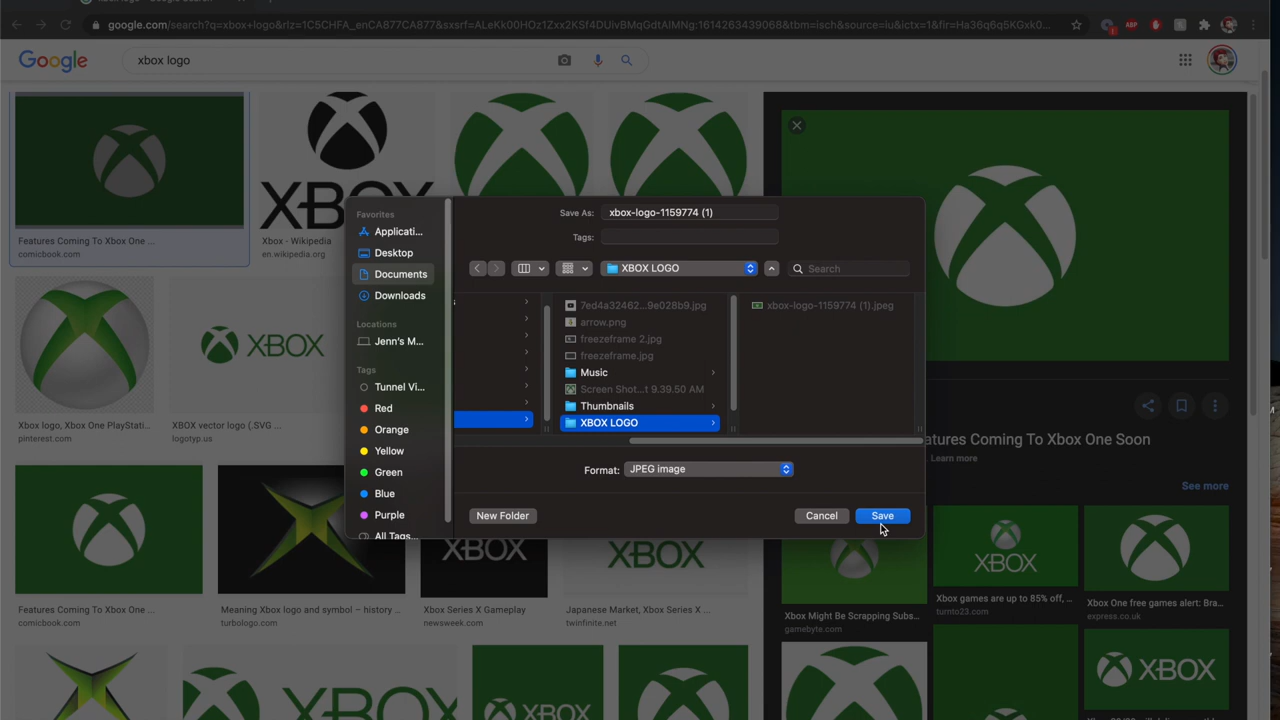 google.com/search?q=xbox+logo&rlz=1C5CHFA_enCA877CA877&sxsrf=ALeKk00HOz1Zxx2KSf4DUivBMqGdtAIMNg:1614263439068&tbm=isch&source=iu&ictx=1&fir=Ha36q6q5KGxk0...
ABP
Google
xbox logo
XBOX
Features Coming To Xbox One ...
comicbook.com
Xbox - Wikipedia
en.wikipedia.org
XBOX
Xbox logo, Xbox One PlayStati...
pinterest.com
XBOX vector logo (.SVG ...
logotyp.us
Features Coming To Xbox One ...
comicbook.com
Meaning Xbox logo and symbol – history ...
turbologo.com
XBOX
Xbox Series X Gameplay
newsweek.com
XBOX
Japanese Market, Xbox Series X ...
twinfinite.net
XBOX
XBOX
Favorites
Applicati...
Desktop
Documents
Downloads
Locations
Jenn's M...
Tags
Tunnel Vi...
Red
Orange
Yellow
Green
Blue
Purple
All Tags...
Save As:
xbox-logo-1159774 (1)
Tags:
XBOX LOGO
Search
7ed4a32462...9e028b9.jpg
arrow.png
freezeframe 2.jpg
freezeframe.jpg
Music
Screen Shot...t 9.39.50 AM
Thumbnails
XBOX LOGO
xbox-logo-1159774 (1).jpeg
Format:
JPEG image
New Folder
Cancel
Save
atures Coming To Xbox One Soon
Learn more
See more
Xbox Might Be Scrapping Subs...
gamebyte.com
XBOX
Xbox games are up to 85% off, ...
turnto23.com
Xbox One free games alert: Bra...
express.co.uk
XBOX